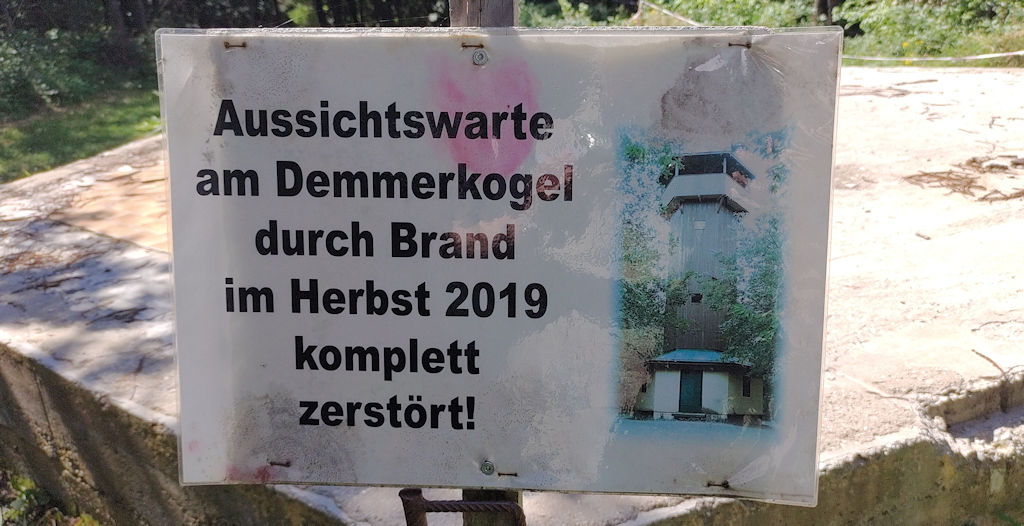 Aussichtswarte
am Demmerkogel
durch Brand
im Herbst 2019
komplett
zerstört!